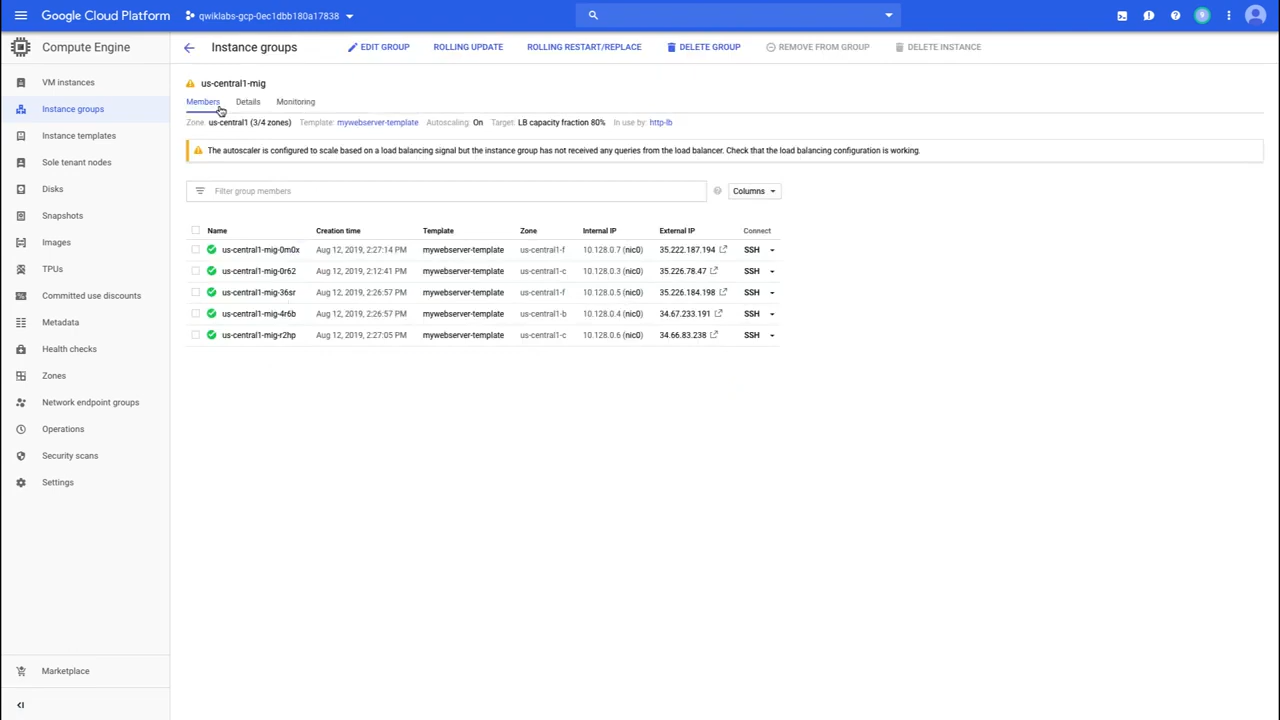 Google Cloud Platform qwiklabs-gcp-0ec1dbb180a17838 9
Compute Engine
Instance groups EDIT GROUP ROLLING UPDATE ROLLING RESTART/REPLACE DELETE GROUP REMOVE FROM GROUP DELETE INSTANCE
VM instances
Instance groups
Instance templates
Sole tenant nodes
Disks
Snapshots
Images
TPUs
Committed use discounts
Metadata
Health checks
Zones
Network endpoint groups
Operations
Security scans
Settings
Marketplace
us-central1-mig
Members Details Monitoring
Zone: us-central1 (3/4 zones) Template: mywebserver-template Autoscaling: On Target: LB capacity fraction 80% In use by: http-lb
The autoscaler is configured to scale based on a load balancing signal but the instance group has not received any queries from the load balancer. Check that the load balancing configuration is working.
Filter group members Columns
Name Creation time Template Zone Internal IP External IP Connect
us-central1-mig-0m0x Aug 12, 2019, 2:27:14 PM mywebserver-template us-central1-f 10.128.0.7 (nic0) 35.222.187.194 SSH
us-central1-mig-0r62 Aug 12, 2019, 2:12:41 PM mywebserver-template us-central1-c 10.128.0.3 (nic0) 35.226.78.47 SSH
us-central1-mig-36sr Aug 12, 2019, 2:26:57 PM mywebserver-template us-central1-f 10.128.0.5 (nic0) 35.226.184.198 SSH
us-central1-mig-4r6b Aug 12, 2019, 2:26:57 PM mywebserver-template us-central1-b 10.128.0.4 (nic0) 34.67.233.191 SSH
us-central1-mig-r2hp Aug 12, 2019, 2:27:05 PM mywebserver-template us-central1-c 10.128.0.6 (nic0) 34.66.83.238 SSH